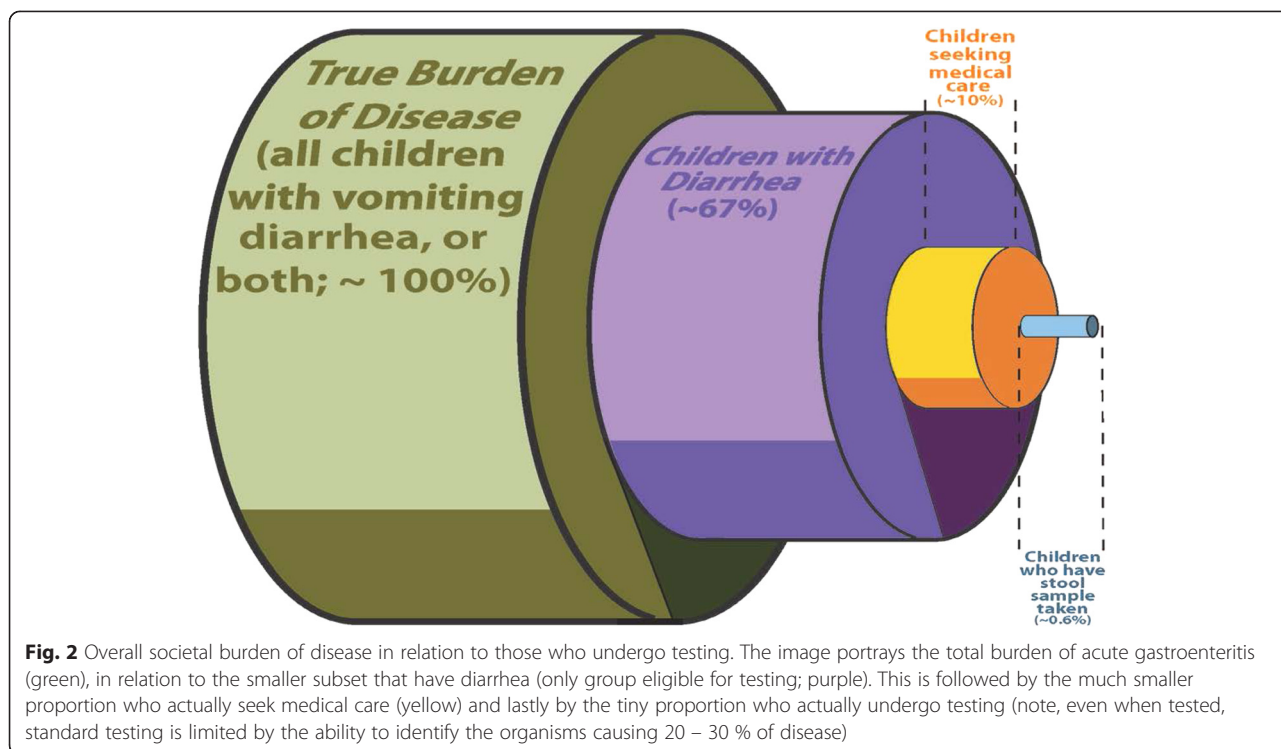 True Burden
of Disease
(all children
with vomiting
diarrhea, or
both; ~ 100%)
Children with
Diarrhea
(~67%)
Children
seeking
medical
care
(~10%)
Children
who have
stool
sample
taken
(~0.6%)
Fig. 2 Overall societal burden of disease in relation to those who undergo testing. The image portrays the total burden of acute gastroenteritis
(green), in relation to the smaller subset that have diarrhea (only group eligible for testing; purple). This is followed by the much smaller
proportion who actually seek medical care (yellow) and lastly by the tiny proportion who actually undergo testing (note, even when tested,
standard testing is limited by the ability to identify the organisms causing 20 – 30 % of disease)